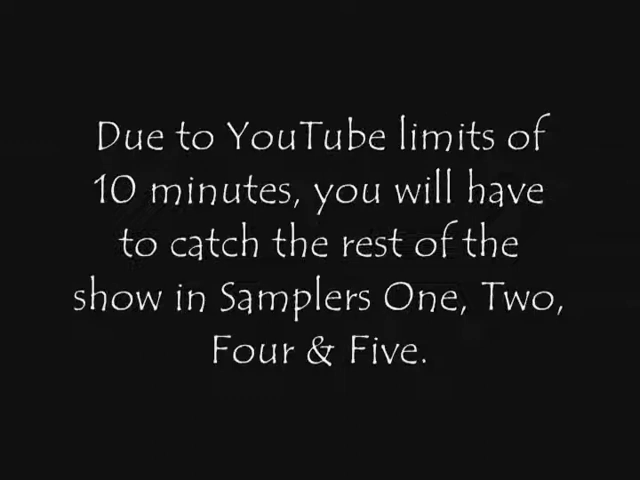 Due to YouTube limits of
10 minutes, you will have
to catch the rest of the
show in Samplers One, Two,
Four & Five.